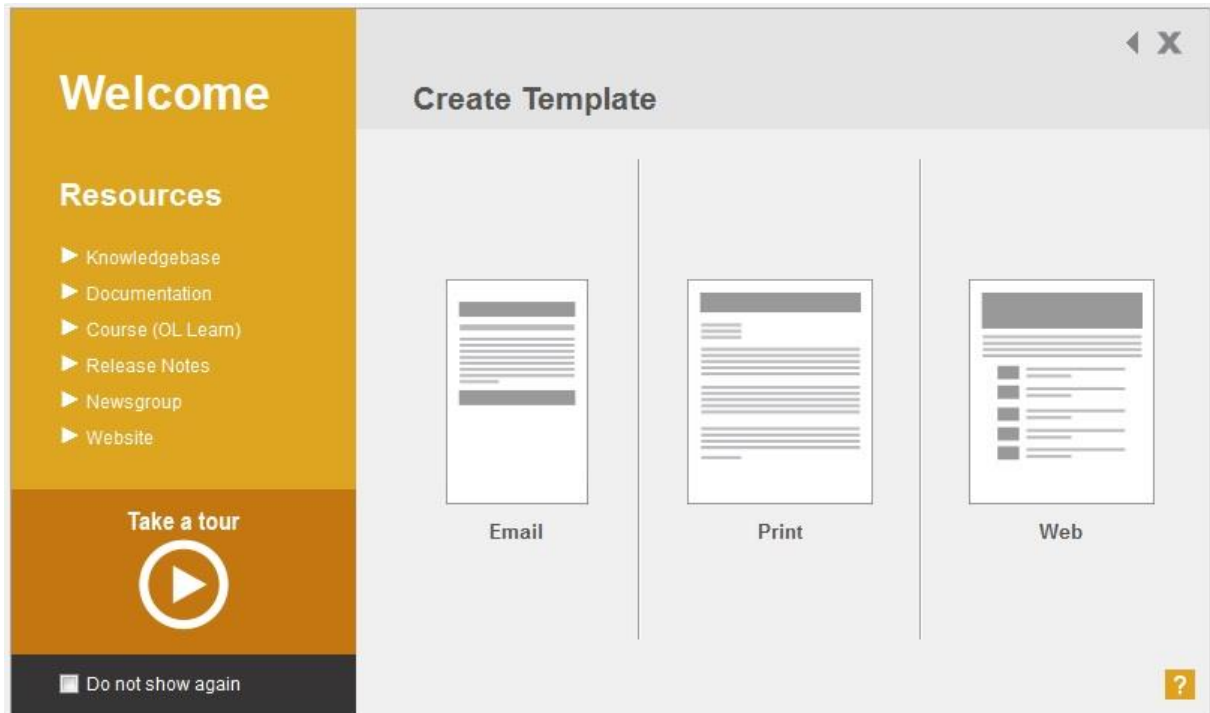 Welcome
Resources
Knowledgebase
Documentation
Course (OL Learn)
Release Notes
Newsgroup
Website
Take a tour
Do not show again
Create Template
Email
Print
Web
?